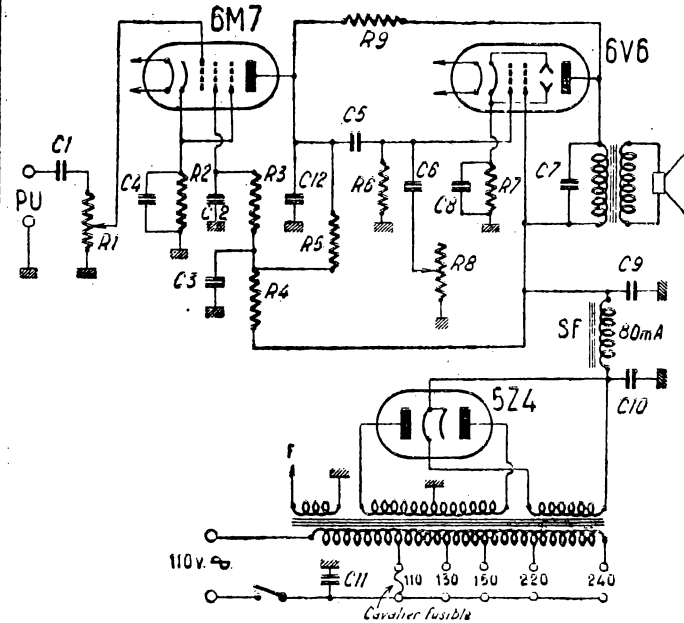 6M7
R9
6V6
C1
C5
C4
R2
C2
R3
C12
R6
C6
C8
R7
C7
PU
R1
R5
C3
R4
R8
C9
SF
80mA
5Z4
C10
F
110 v.
C11
110 130 150 220 240
Cavalier fusible